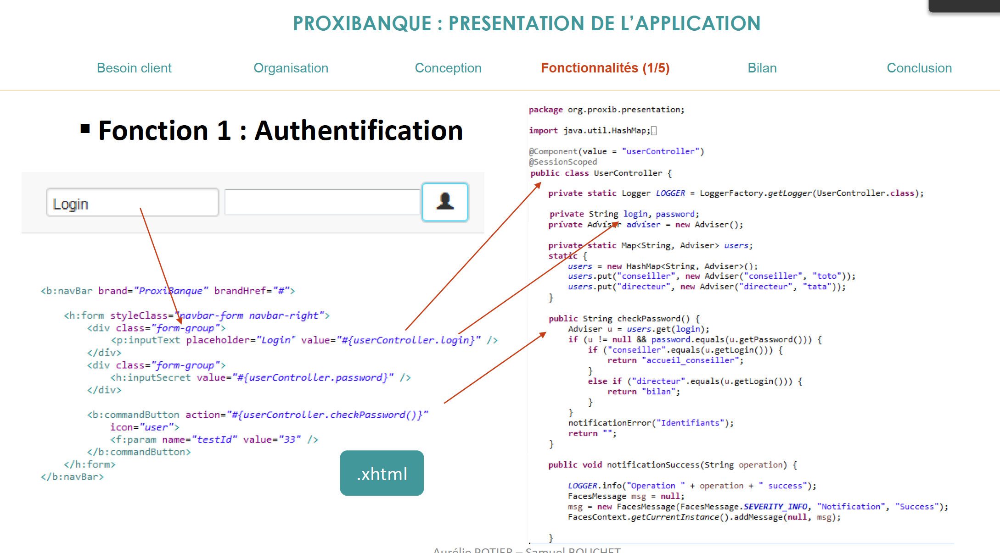 PROXIBANQUE : PRESENTATION DE L’APPLICATION
Besoin client Organisation Conception Fonctionnalités (1/5) Bilan Conclusion
▪ Fonction 1 : Authentification
Login
<b:navBar brand="ProxiBanque" brandHref="#">
<h:form styleClass="navbar-form navbar-right">
<div class="form-group">
<p:inputText placeholder="Login" value="#{userController.login}" />
</div>
<div class="form-group">
<h:inputSecret value="#{userController.password}" />
</div>
<b:commandButton action="#{userController.checkPassword()}"
icon="user">
<f:param name="testId" value="33" />
</b:commandButton>
</h:form>
</b:navBar>
.xhtml
package org.proxib.presentation;
import java.util.HashMap;
@Component(value = "userController")
@SessionScoped
public class UserController {
private static Logger LOGGER = LoggerFactory.getLogger(UserController.class);
private String login, password;
private Adviser adviser = new Adviser();
private static Map<String, Adviser> users;
static {
users = new HashMap<String, Adviser>();
users.put("conseiller", new Adviser("conseiller", "toto"));
users.put("directeur", new Adviser("directeur", "tata"));
}
public String checkPassword() {
Adviser u = users.get(login);
if (u != null && password.equals(u.getPassword())) {
if ("conseiller".equals(u.getLogin())) {
return "accueil_conseiller";
}
else if ("directeur".equals(u.getLogin())) {
return "bilan";
}
}
notificationError("Identifiants");
return "";
}
public void notificationSuccess(String operation) {
LOGGER.info("Operation " + operation + " success");
FacesMessage msg = null;
msg = new FacesMessage(FacesMessage.SEVERITY_INFO, "Notification", "Success");
FacesContext.getCurrentInstance().addMessage(null, msg);
}
Aurélie POTIER – Samuel BOUCHET